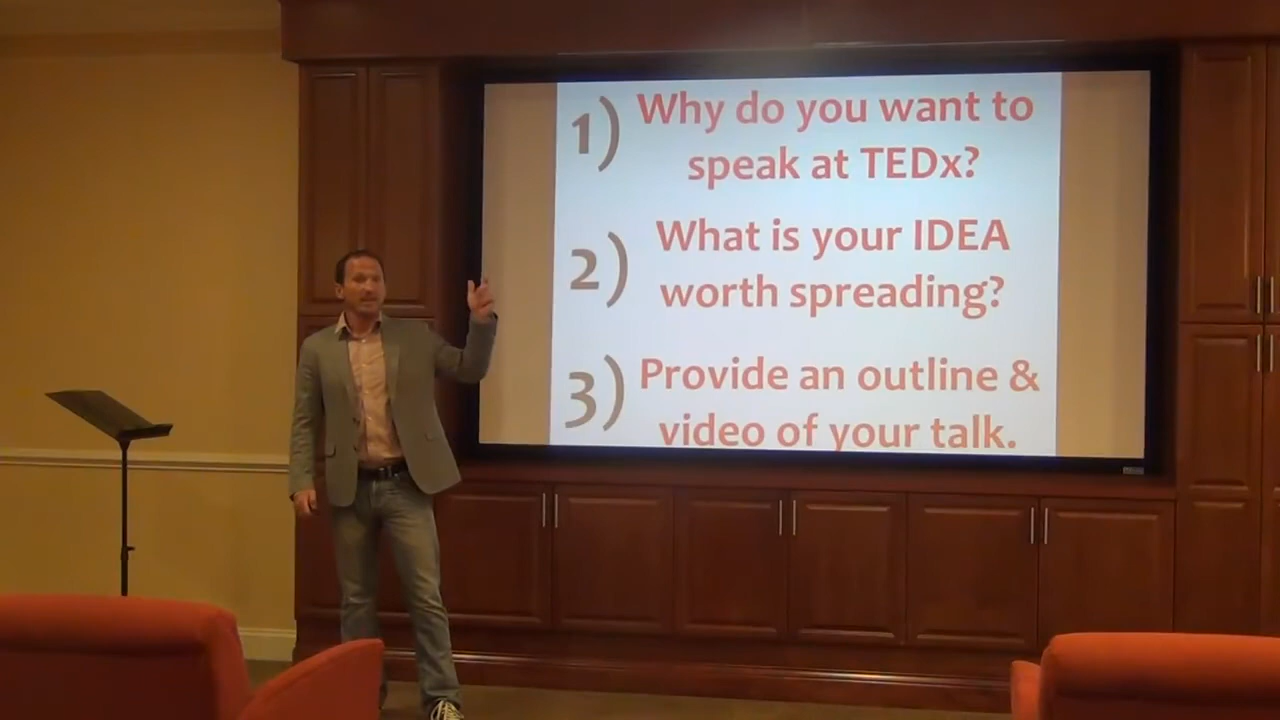 1) Why do you want to
speak at TEDx?
2) What is your IDEA
worth spreading?
3) Provide an outline &
video of your talk.